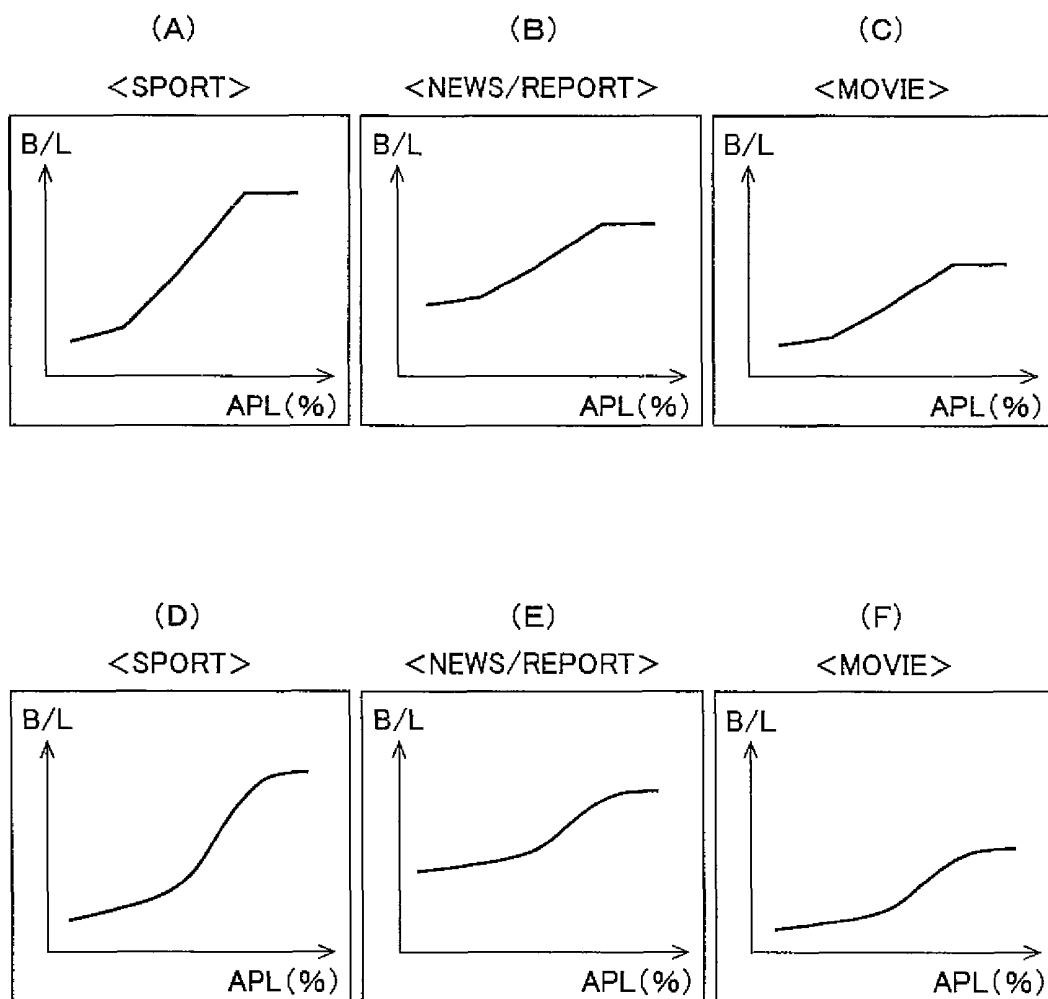 (A) (B) (C)
<SPORT> <NEWS/REPORT> <MOVIE>
B/L B/L B/L
APL(%) APL(%) APL(%)
(D) (E) (F)
<SPORT> <NEWS/REPORT> <MOVIE>
B/L B/L B/L
APL(%) APL(%) APL(%)